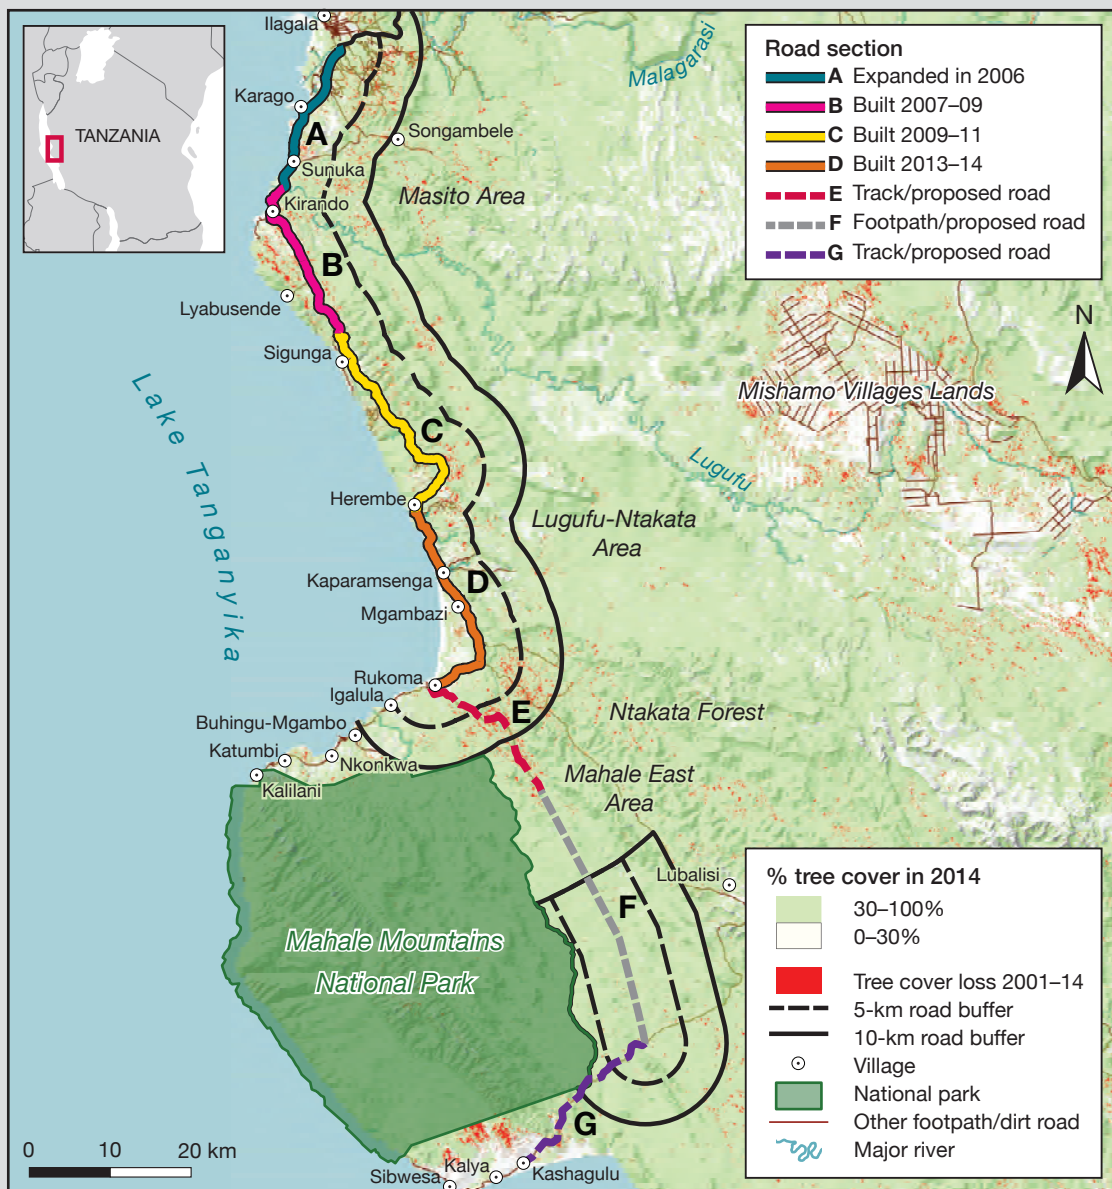 Ilagala
Malagarasi
TANZANIA
Karago
A
Songambele
Sunuka
Masito Area
Kirando
B
Lyabusende
Sigunga
Lake Tanganyika
C
Herembe
Lugufu
Lugufu-Ntakata
Area
Kaparamsenga
D
Mgambazi
Rukoma
Igalula
E
Ntakata Forest
Buhingu-Mgambo
Katumbi
Nkonkwa
Kalilani
Mahale East
Area
Lubalisi
F
Mahale Mountains
National Park
G
Kalya
Kashagulu
Sibwesa
0 10 20 km
Road section
A Expanded in 2006
B Built 2007–09
C Built 2009–11
D Built 2013–14
E Track/proposed road
F Footpath/proposed road
G Track/proposed road
N
Mishamo Villages Lands
% tree cover in 2014
30–100%
0–30%
Tree cover loss 2001–14
5-km road buffer
10-km road buffer
Village
National park
Other footpath/dirt road
Major river